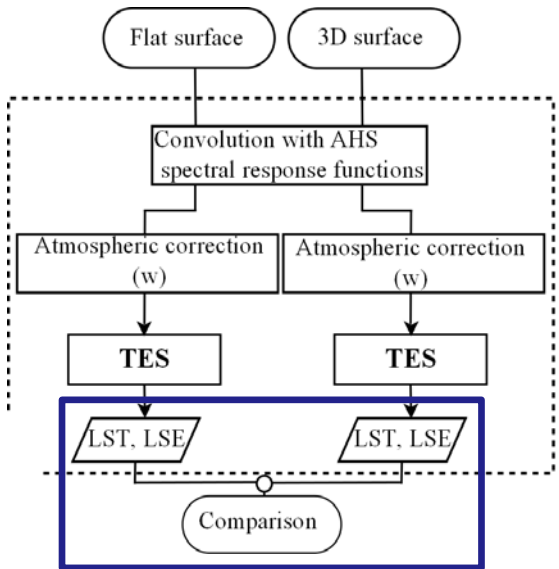 Flat surface
3D surface
Convolution with AHS
spectral response functions
Atmospheric correction
(w)
Atmospheric correction
(w)
TES
TES
LST, LSE
LST, LSE
Comparison